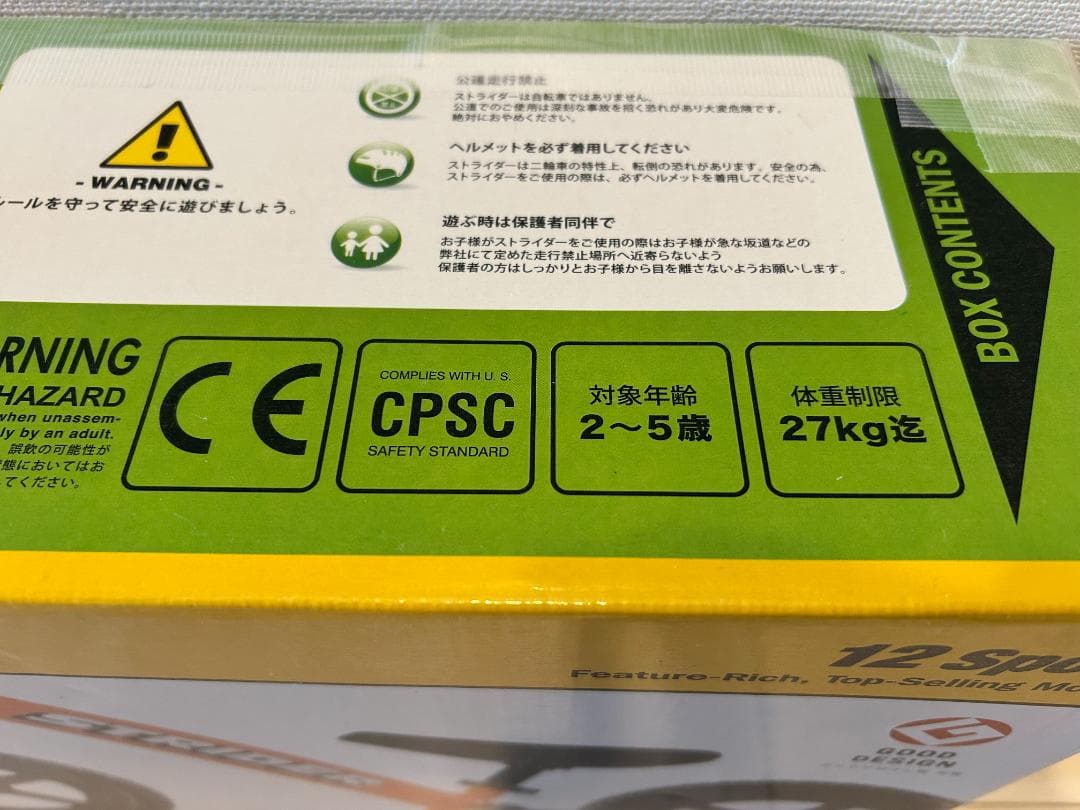 公道走行禁止
ストライダーは自転車ではありません。
公道でのご使用は深刻な事故を招く恐れがあり大変危険です。
絶対におやめください。
- WARNING -
ルールを守って安全に遊びましょう。
ヘルメットを必ず着用してください
ストライダーは二輪車の特性上、転倒の恐れがあります。安全の為、
ストライダーをご使用の際は、必ずヘルメットを着用してください。
遊ぶ時は保護者同伴で
お子様がストライダーをご使用の際はお子様が急な坂道などの
弊社にて定めた走行禁止場所へ近寄らないよう
保護者の方はしっかりとお子様から目を離さないようお願いします。
BOX CONTENTS
RNING
HAZARD
when unassem-
ly by an adult.
誤飲の可能性が
態においてはお
てください。
CE
COMPLIES WITH U. S.
CPSC
SAFETY STANDARD
対象年齢
2〜5歳
体重制限
27kg迄
12 Spo
Feature-Rich, Top-Selling Mo
STRIDER
GOOD
DESIGN